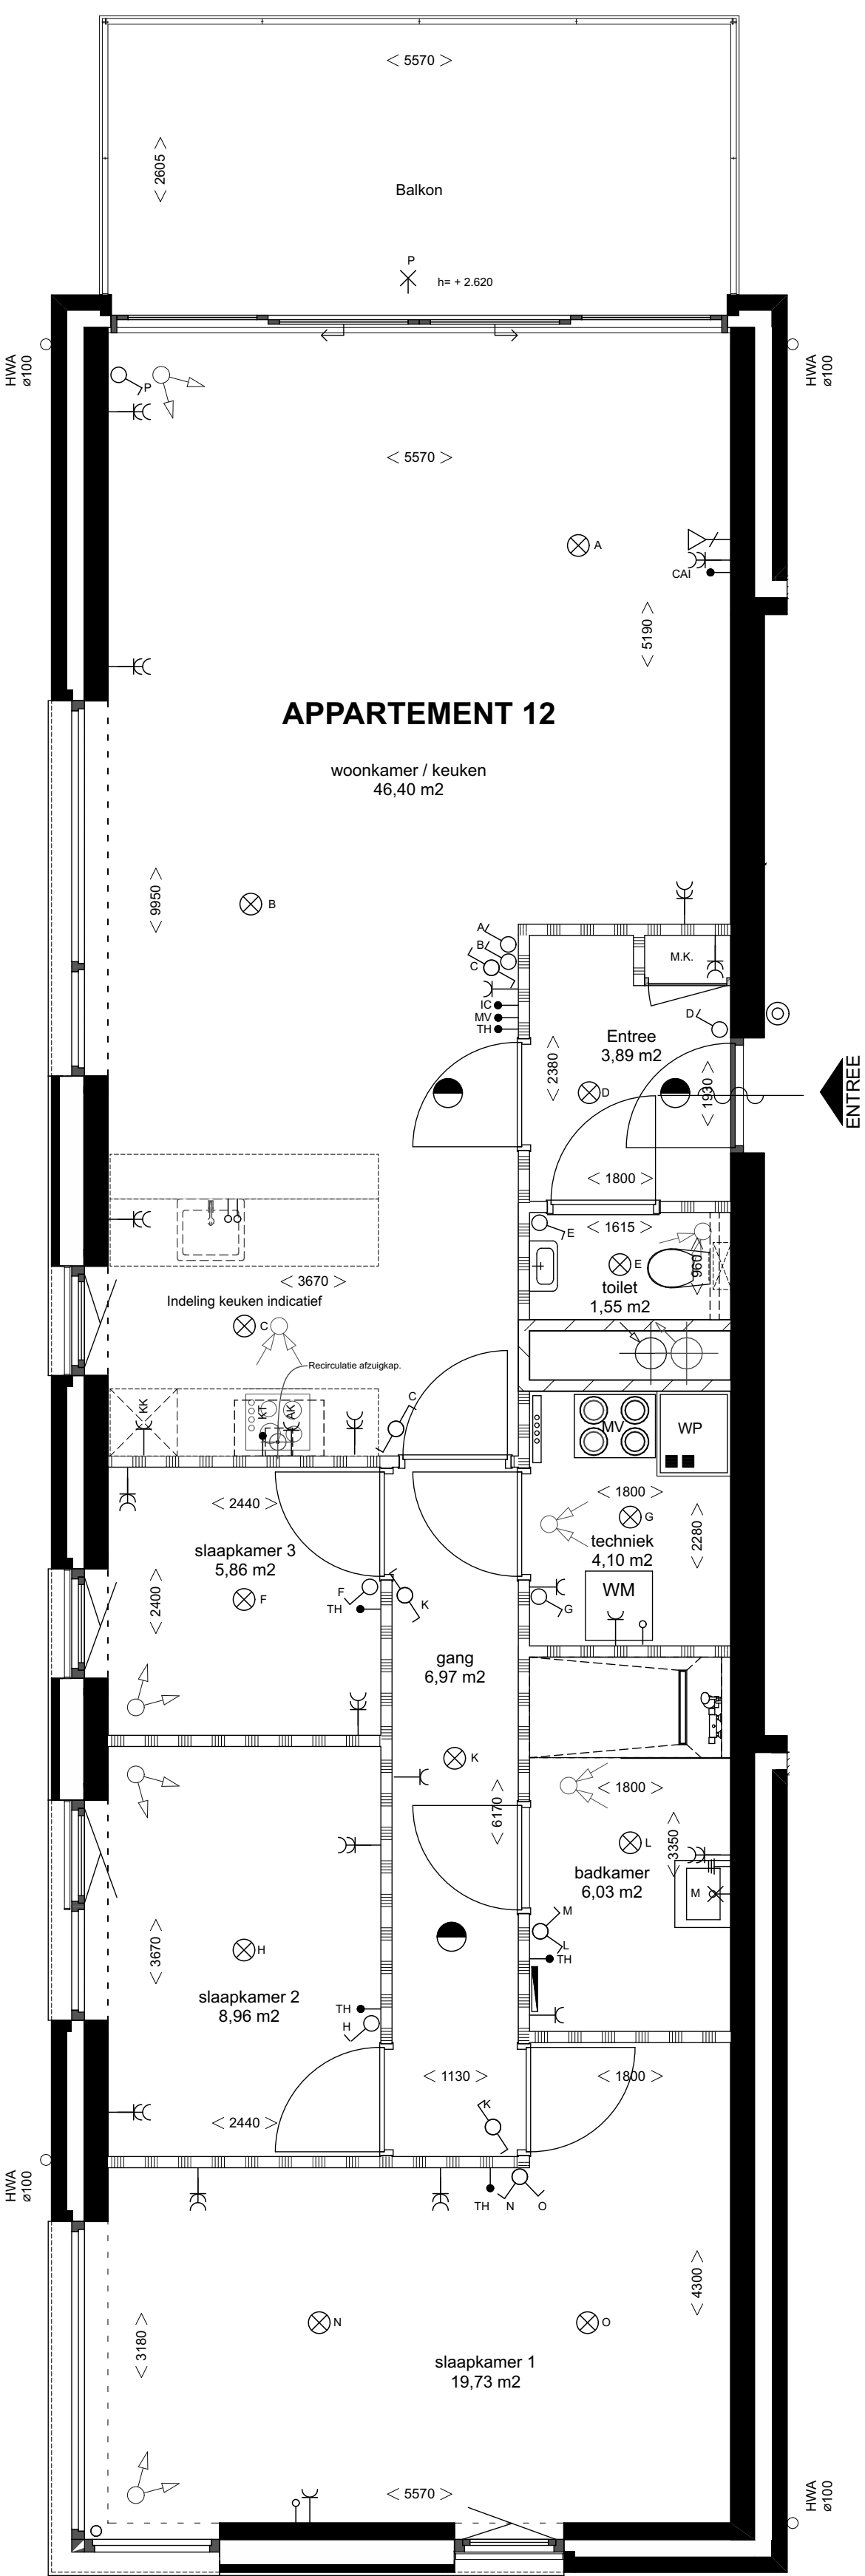 < 5570 >
< 2605 >
Balkon
P
h= + 2.620
HWA
ø100
HWA
ø100
P
< 5570 >
A
CAI
< 5190 >
APPARTEMENT 12
woonkamer / keuken
46,40 m2
< 9950 >
B
A
B
C
IC
MV
TH
M.K.
D
Entree
3,89 m2
< 2380 >
D
< 1930 >
ENTREE
< 1800 >
E
< 1615 >
E
< 960 >
toilet
1,55 m2
< 3670 >
Indeling keuken indicatief
C
Recirculatie afzuigkap.
KK
KT
AK
C
MV
WP
< 2440 >
< 1800 >
G
slaapkamer 3
5,86 m2
techniek
4,10 m2
< 2280 >
< 2400 >
F
F
TH
K
WM
G
gang
6,97 m2
K
< 6170 >
< 1800 >
L
< 3350 >
badkamer
6,03 m2
M
M
L
TH
H
< 3670 >
slaapkamer 2
8,96 m2
TH
H
< 1130 >
< 1800 >
K
< 2440 >
HWA
ø100
TH
N
O
< 4300 >
N
O
< 3180 >
slaapkamer 1
19,73 m2
< 5570 >
HWA
ø100